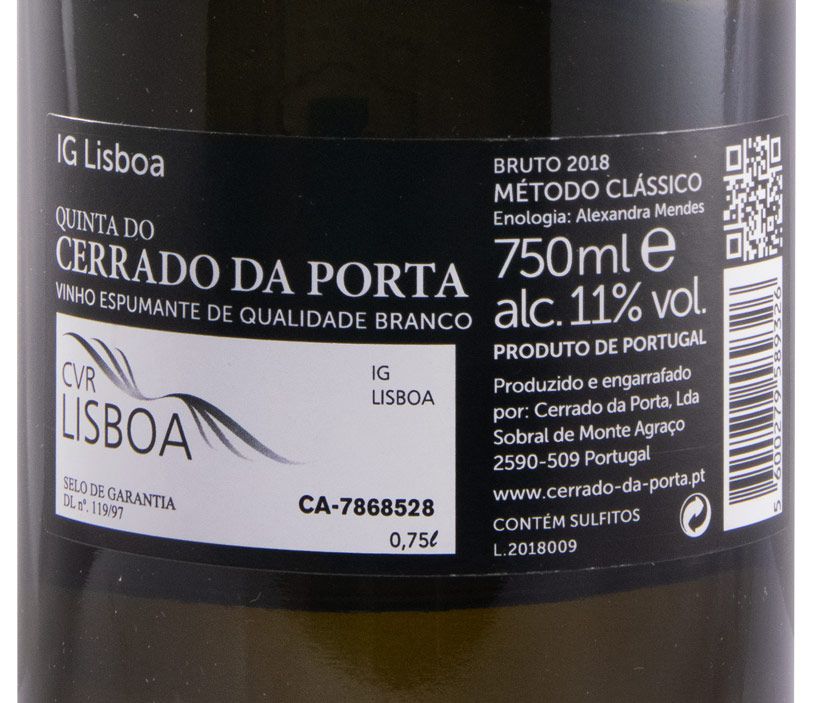 IG Lisboa
QUINTA DO
CERRADO DA PORTA
VINHO ESPUMANTE DE QUALIDADE BRANCO
CVR
LISBOA
IG
LISBOA
SELO DE GARANTIA
DL nº. 119/97
CA-7868528
0,75ℓ
BRUTO 2018
MÉTODO CLÁSSICO
Enologia: Alexandra Mendes
750ml e
alc. 11% vol.
PRODUTO DE PORTUGAL
Produzido e engarrafado
por: Cerrado da Porta, Lda
Sobral de Monte Agraço
2590-509 Portugal
www.cerrado-da-porta.pt
CONTÉM SULFITOS
L.2018009
5 600279 589326